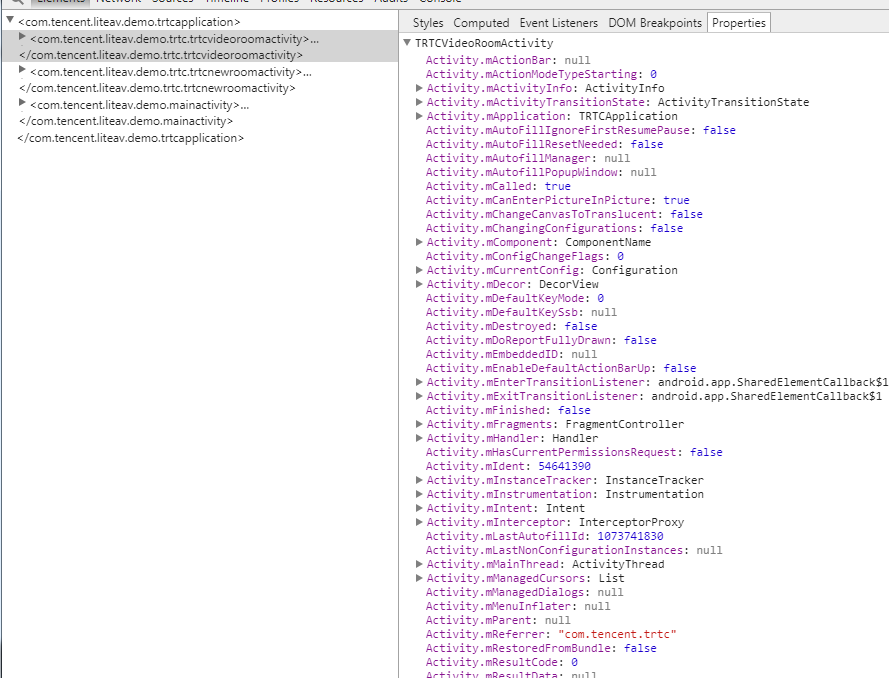 Elements Network Sources Timeline Profiles Resources Audits Console
<com.tencent.liteav.demo.trtcapplication>
<com.tencent.liteav.demo.trtc.trtcvideoroomactivity>…
</com.tencent.liteav.demo.trtc.trtcvideoroomactivity>
<com.tencent.liteav.demo.trtc.trtcnewroomactivity>…
</com.tencent.liteav.demo.trtc.trtcnewroomactivity>
<com.tencent.liteav.demo.mainactivity>…
</com.tencent.liteav.demo.mainactivity>
</com.tencent.liteav.demo.trtcapplication>
Styles Computed Event Listeners DOM Breakpoints Properties
TRTCVideoRoomActivity
Activity.mActionBar: null
Activity.mActionModeTypeStarting: 0
Activity.mActivityInfo: ActivityInfo
Activity.mActivityTransitionState: ActivityTransitionState
Activity.mApplication: TRTCApplication
Activity.mAutoFillIgnoreFirstResumePause: false
Activity.mAutoFillResetNeeded: false
Activity.mAutofillManager: null
Activity.mAutofillPopupWindow: null
Activity.mCalled: true
Activity.mCanEnterPictureInPicture: true
Activity.mChangeCanvasToTranslucent: false
Activity.mChangingConfigurations: false
Activity.mComponent: ComponentName
Activity.mConfigChangeFlags: 0
Activity.mCurrentConfig: Configuration
Activity.mDecor: DecorView
Activity.mDefaultKeyMode: 0
Activity.mDefaultKeySsb: null
Activity.mDestroyed: false
Activity.mDoReportFullyDrawn: false
Activity.mEmbeddedID: null
Activity.mEnableDefaultActionBarUp: false
Activity.mEnterTransitionListener: android.app.SharedElementCallback$1
Activity.mExitTransitionListener: android.app.SharedElementCallback$1
Activity.mFinished: false
Activity.mFragments: FragmentController
Activity.mHandler: Handler
Activity.mHasCurrentPermissionsRequest: false
Activity.mIdent: 54641390
Activity.mInstanceTracker: InstanceTracker
Activity.mInstrumentation: Instrumentation
Activity.mIntent: Intent
Activity.mInterceptor: InterceptorProxy
Activity.mLastAutofillId: 1073741830
Activity.mLastNonConfigurationInstances: null
Activity.mMainThread: ActivityThread
Activity.mManagedCursors: List
Activity.mManagedDialogs: null
Activity.mMenuInflater: null
Activity.mParent: null
Activity.mReferrer: "com.tencent.trtc"
Activity.mRestoredFromBundle: false
Activity.mResultCode: 0
Activity.mResultData: null